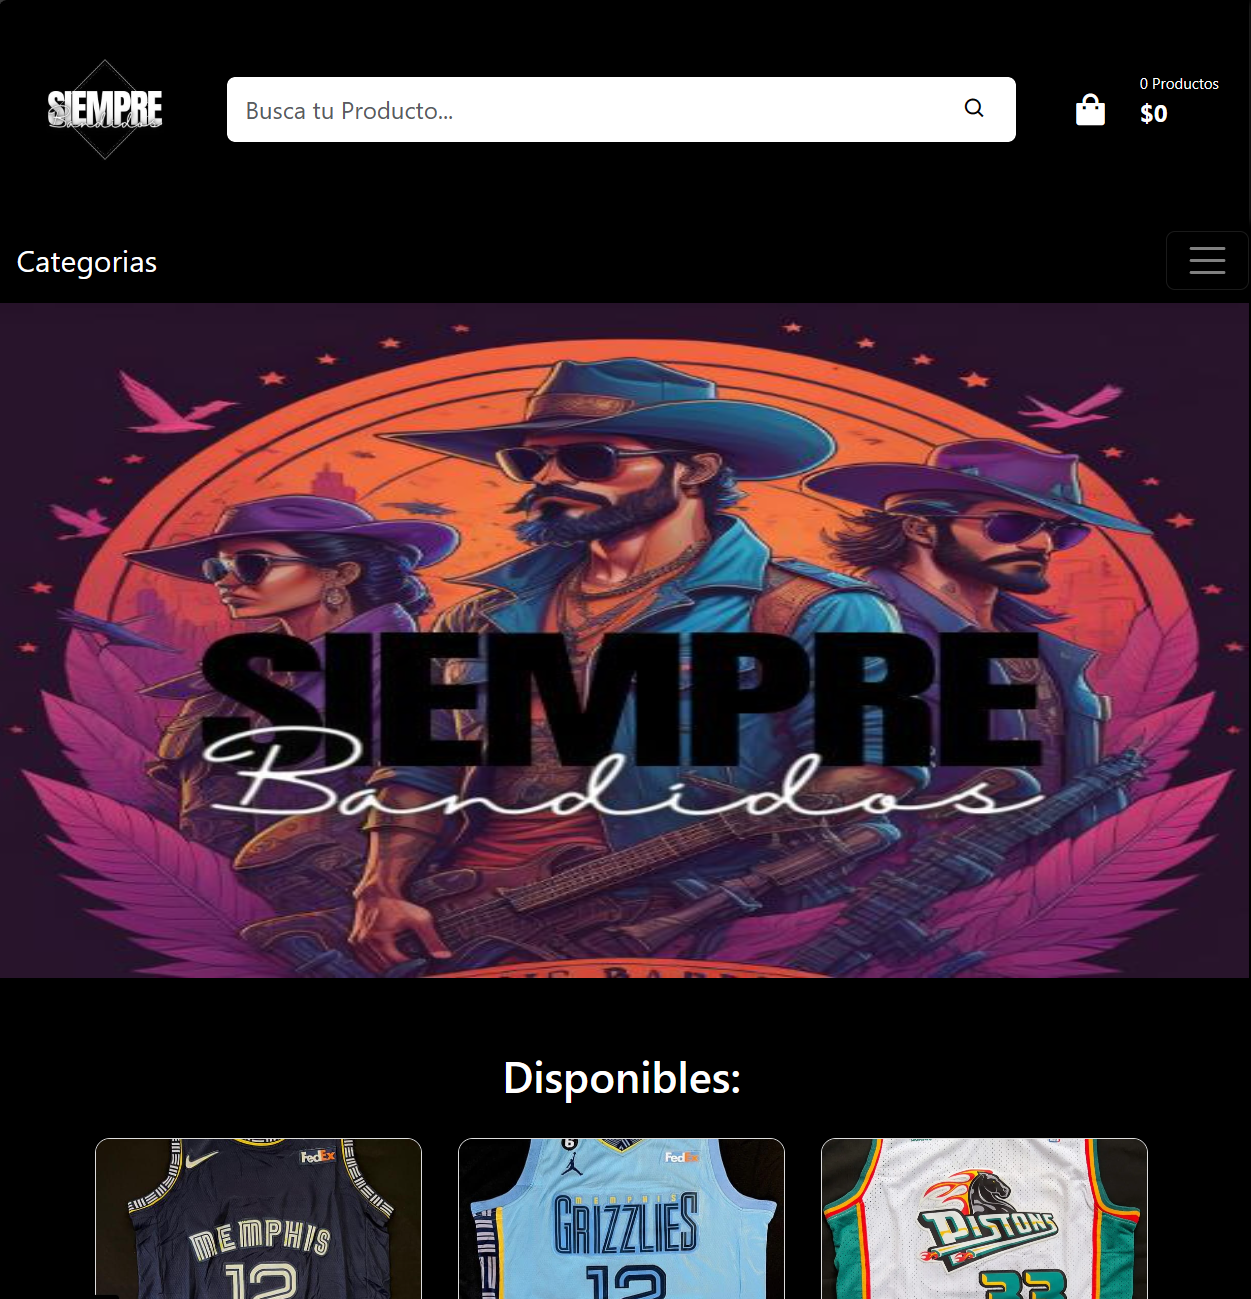 SIEMPRE
Bandidos
Busca tu Producto...
0 Productos
$0
Categorias
SIEMPRE
Bandidos
Disponibles:
FedEx
MEMPHIS
12
6
FedEx
MEMPHIS
GRIZZLIES
12
PISTONS
33